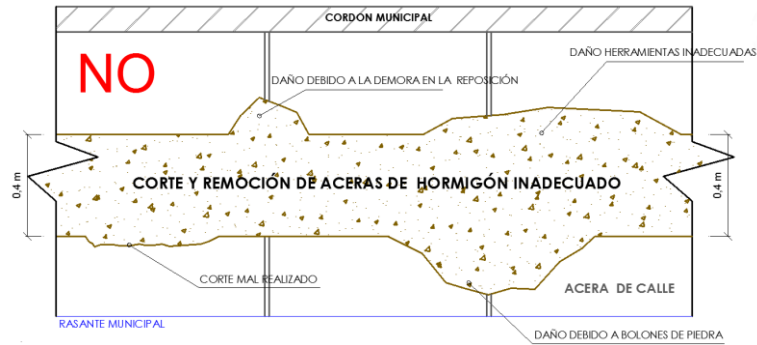 CORDÓN MUNICIPAL
NO
DAÑO HERRAMIENTAS INADECUADAS
DAÑO DEBIDO A LA DEMORA EN LA REPOSICIÓN
0,4 m
CORTE Y REMOCIÓN DE ACERAS DE HORMIGÓN INADECUADO
0,4 m
CORTE MAL REALIZADO
ACERA DE CALLE
RASANTE MUNICIPAL
DAÑO DEBIDO A BOLONES DE PIEDRA